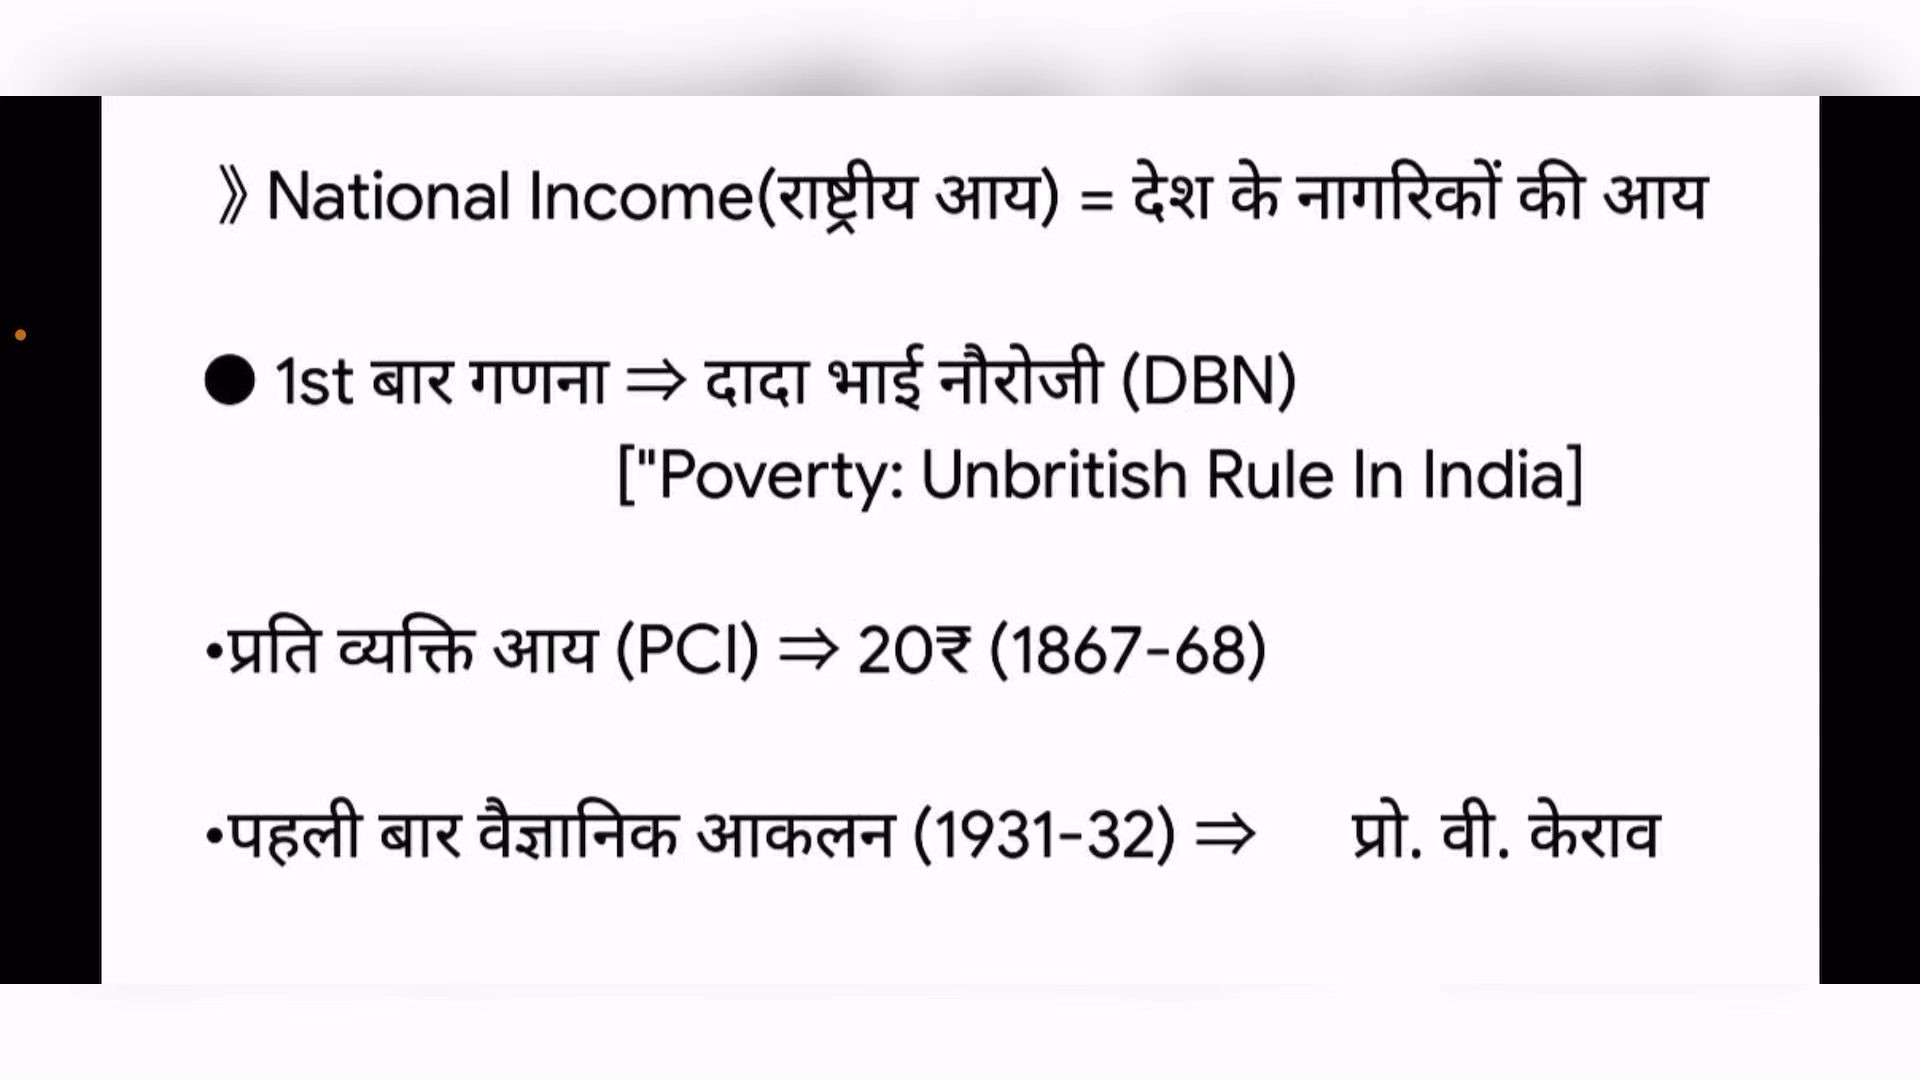 》National Income(राष्ट्रीय आय) = देश के नागरिकों की आय
● 1st बार गणना ⇒ दादा भाई नौरोजी (DBN)
["Poverty: Unbritish Rule In India]
•प्रति व्यक्ति आय (PCI) ⇒ 20₹ (1867-68)
•पहली बार वैज्ञानिक आकलन (1931-32) ⇒ प्रो. वी. केराव